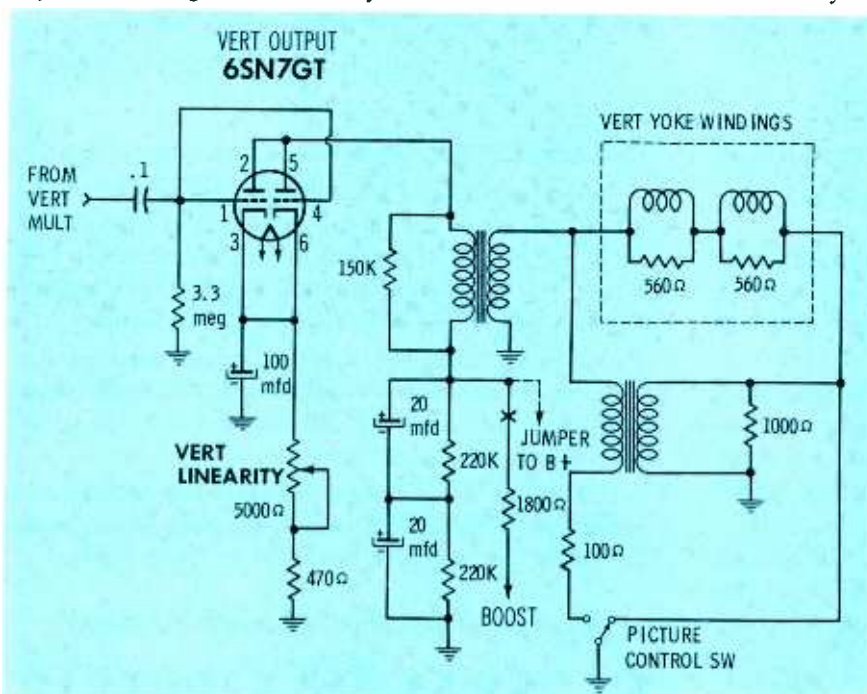 VERT OUTPUT
6SN7GT
VERT YOKE WINDINGS
FROM
VERT
MULT
.1
2
5
1
4
3
6
150K
560Ω
560Ω
3.3
meg
100
mfd
20
mfd
JUMPER
TO B+
1000Ω
VERT
LINEARITY
5000Ω
220K
1800Ω
20
mfd
100Ω
470Ω
220K
BOOST
PICTURE
CONTROL SW